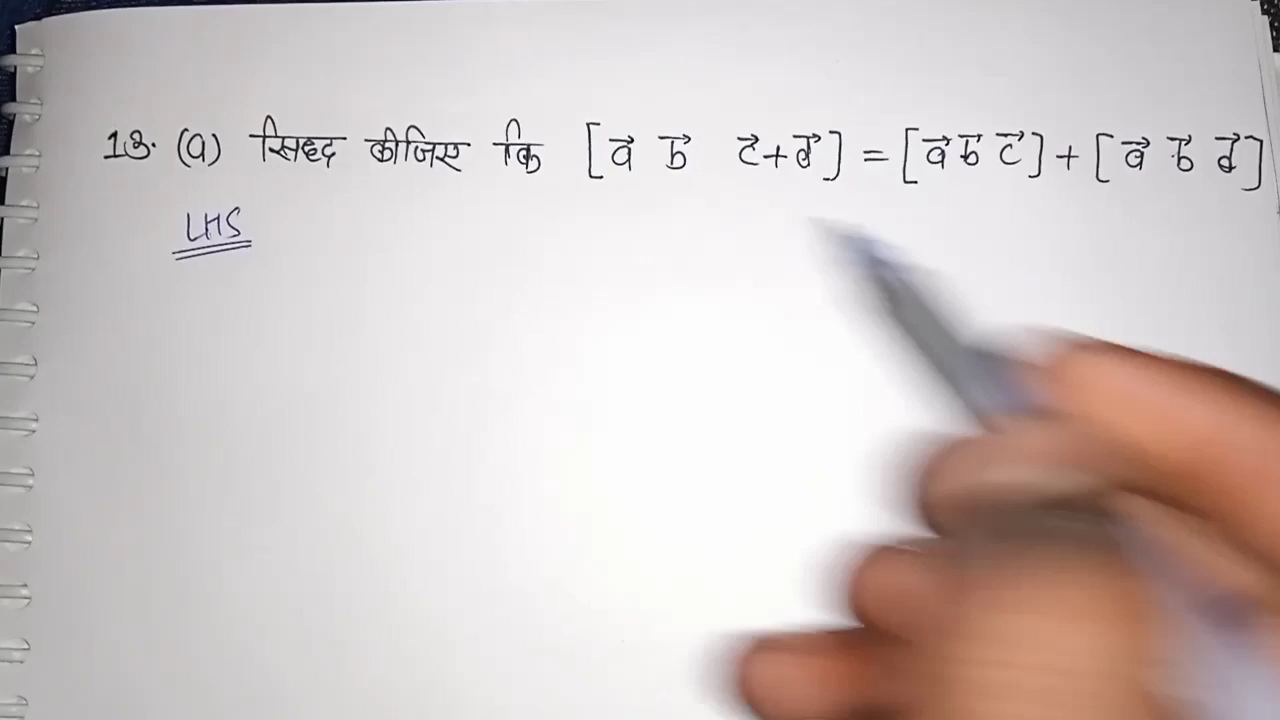 13. (a) सिध्द कीजिए कि [a⃗ b⃗ c⃗+d⃗] = [a⃗ b⃗ c⃗] + [a⃗ b⃗ d⃗]
LHS